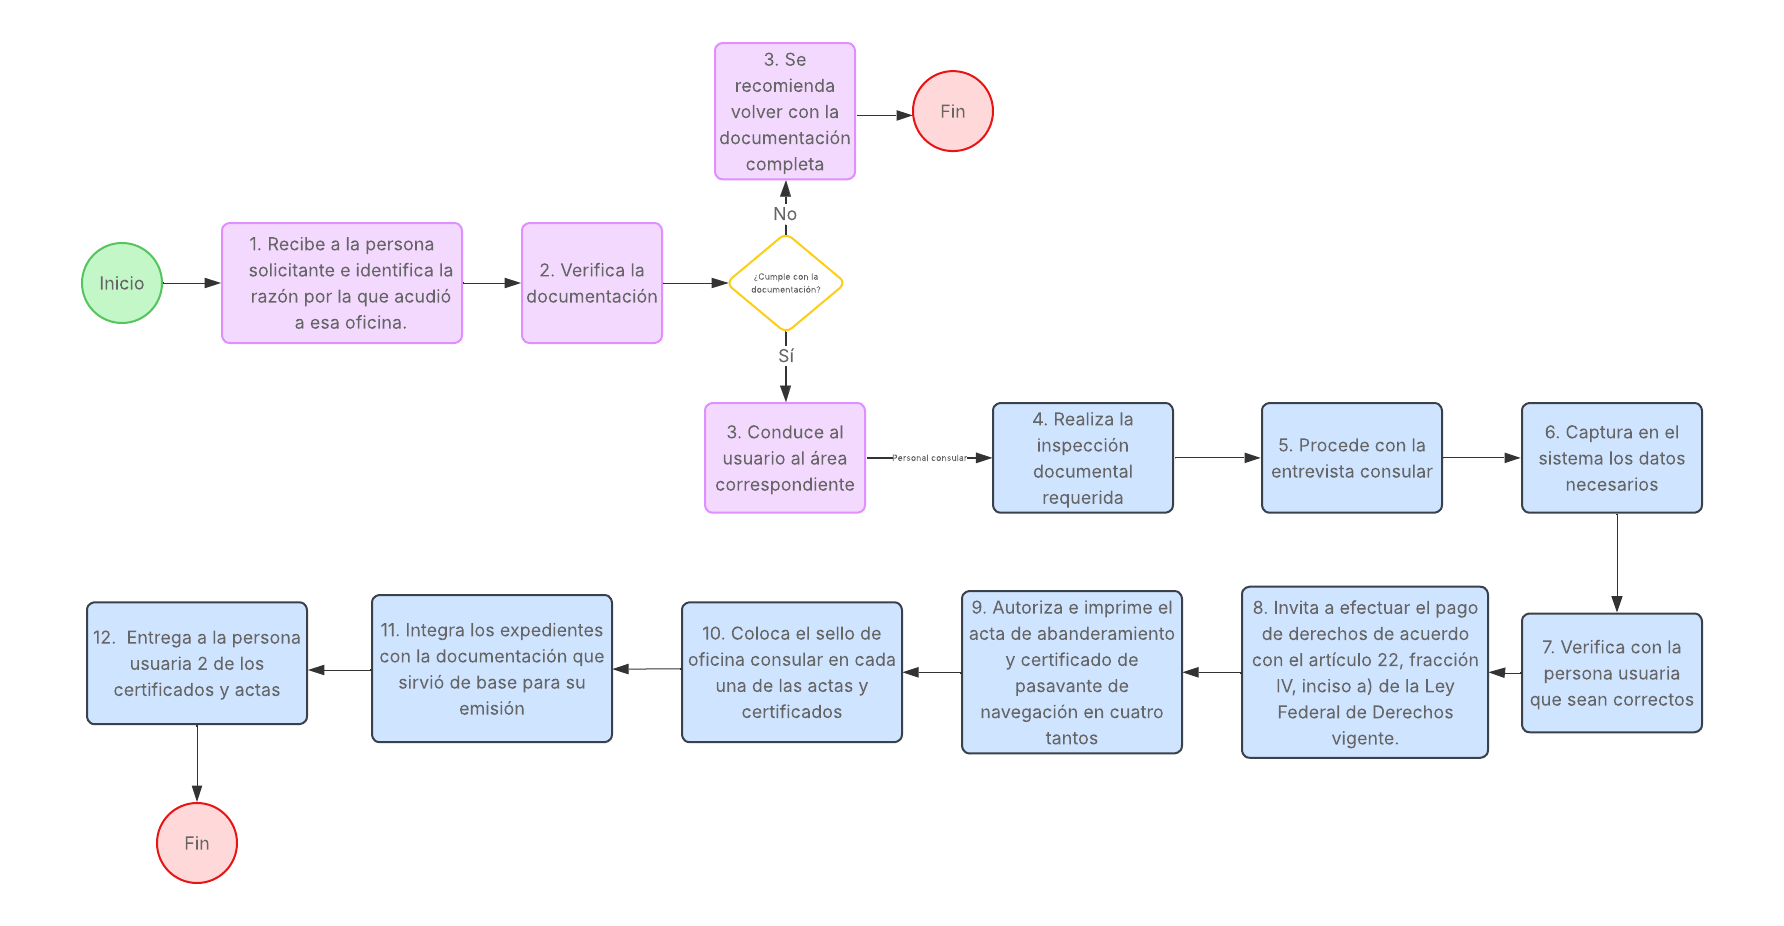 3. Se
recomienda
volver con la
documentación
completa
Fin
No
Inicio
1. Recibe a la persona
solicitante e identifica la
razón por la que acudió
a esa oficina.
2. Verifica la
documentación
¿Cumple con la
documentación?
Sí
3. Conduce al
usuario al área
correspondiente
Personal consular
4. Realiza la
inspección
documental
requerida
5. Procede con la
entrevista consular
6. Captura en el
sistema los datos
necesarios
7. Verifica con la
persona usuaria
que sean correctos
8. Invita a efectuar el pago
de derechos de acuerdo
con el artículo 22, fracción
IV, inciso a) de la Ley
Federal de Derechos
vigente.
9. Autoriza e imprime el
acta de abanderamiento
y certificado de
pasavante de
navegación en cuatro
tantos
10. Coloca el sello de
oficina consular en cada
una de las actas y
certificados
11. Integra los expedientes
con la documentación que
sirvió de base para su
emisión
12. Entrega a la persona
usuaria 2 de los
certificados y actas
Fin